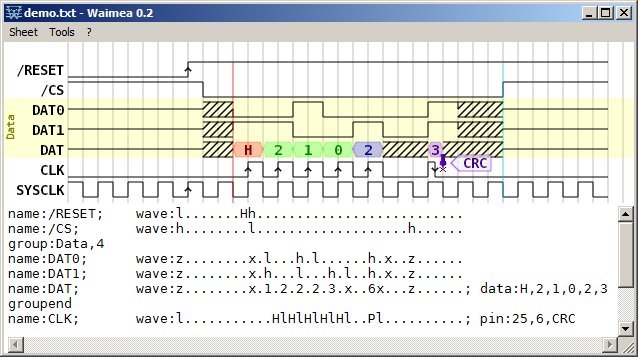 demo.txt - Waimea 0.2
Sheet Tools ?
/RESET
/CS
Data
DAT0
DAT1
DAT H 2 1 0 2 3
CLK CRC
SYSCLK
name:/RESET; wave:l........Hh...........................
name:/CS; wave:h.........l....................h......
group:Data,4
name:DAT0; wave:z........x.l...h.l......h.x..z......
name:DAT1; wave:z........x.h...l...h.l..h.x..z......
name:DAT; wave:z........x.1.2.2.2.3.x..6x...z......; data:H,2,1,0,2,3
groupend
name:CLK; wave:l...........HlHlHlHlHl..Pl..........; pin:25,6,CRC